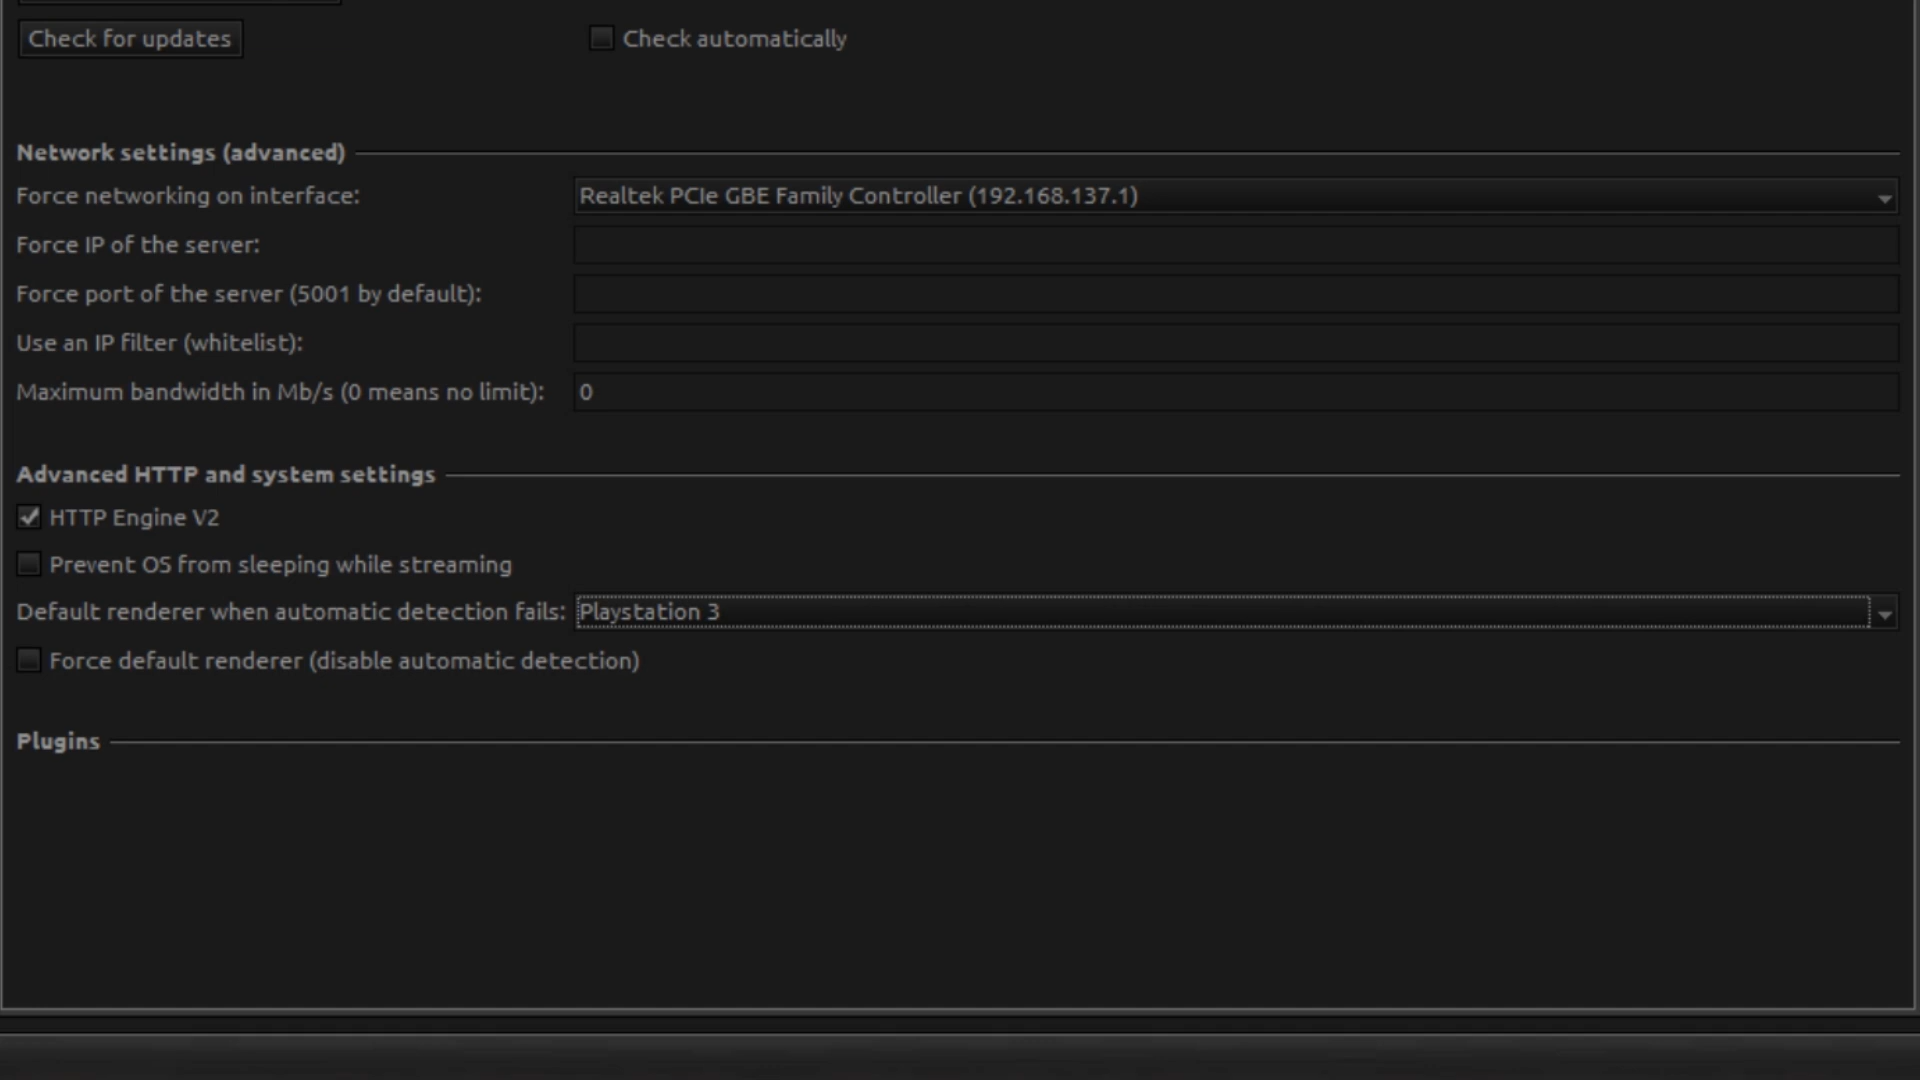 Check for updates
Check automatically
Network settings (advanced)
Force networking on interface: Realtek PCIe GBE Family Controller (192.168.137.1)
Force IP of the server:
Force port of the server (5001 by default):
Use an IP filter (whitelist):
Maximum bandwidth in Mb/s (0 means no limit): 0
Advanced HTTP and system settings
HTTP Engine V2
Prevent OS from sleeping while streaming
Default renderer when automatic detection fails: Playstation 3
Force default renderer (disable automatic detection)
Plugins